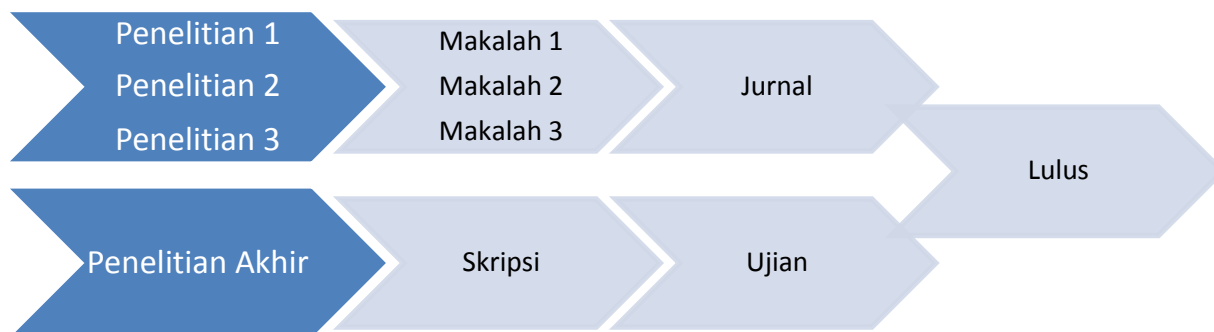 Penelitian 1
Penelitian 2
Penelitian 3
Makalah 1
Makalah 2
Makalah 3
Jurnal
Lulus
Penelitian Akhir
Skripsi
Ujian